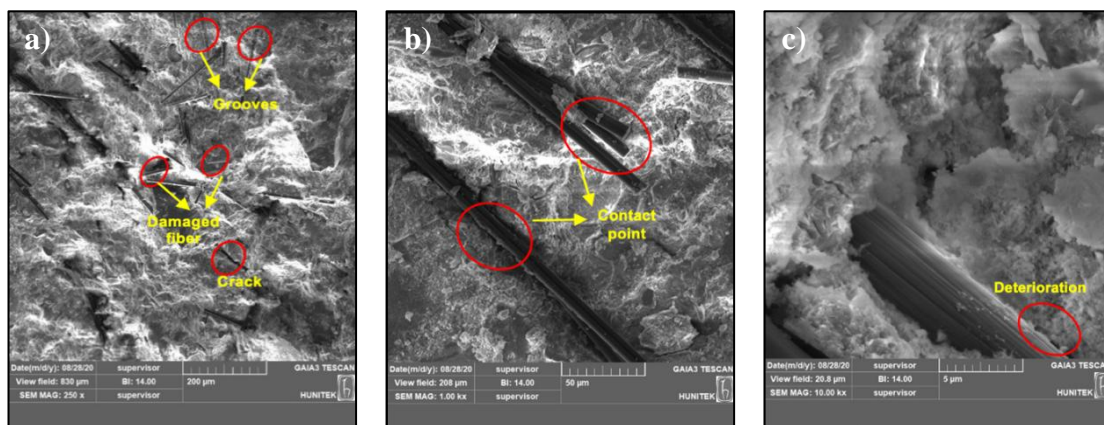 a)
Grooves
Damaged
fiber
Crack
Date(m/d/y): 08/28/20 supervisor GAIA3 TESCAN
View field: 830 µm BI: 14.00 200 µm
SEM MAG: 250 x supervisor HUNITEK
b)
Contact
point
Date(m/d/y): 08/28/20 supervisor GAIA3 TESCAN
View field: 208 µm BI: 14.00 50 µm
SEM MAG: 1.00 kx supervisor HUNITEK
c)
Deterioration
Date(m/d/y): 08/28/20 supervisor GAIA3 TESCAN
View field: 20.8 µm BI: 14.00 5 µm
SEM MAG: 10.00 kx supervisor HUNITEK